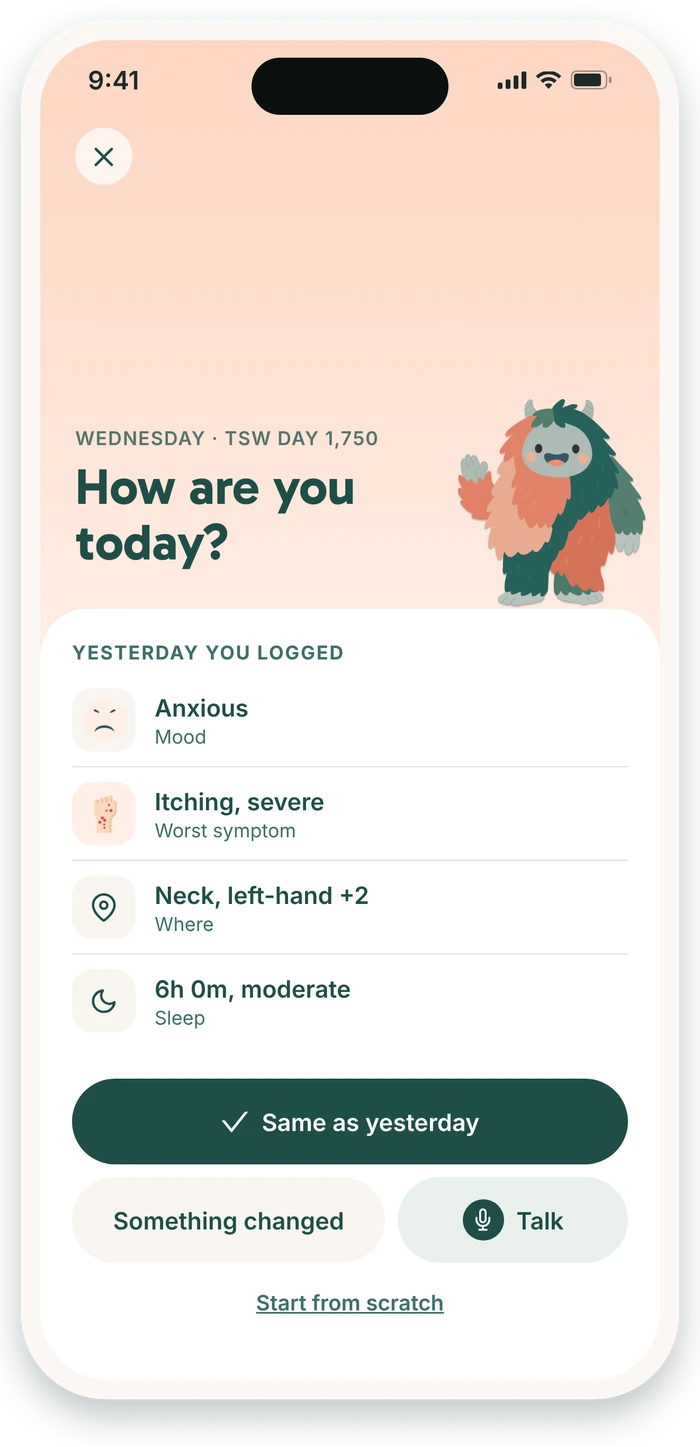 9:41
WEDNESDAY · TSW DAY 1,750
How are you
today?
YESTERDAY YOU LOGGED
Anxious
Mood
Itching, severe
Worst symptom
Neck, left-hand +2
Where
6h 0m, moderate
Sleep
Same as yesterday
Something changed
Talk
Start from scratch